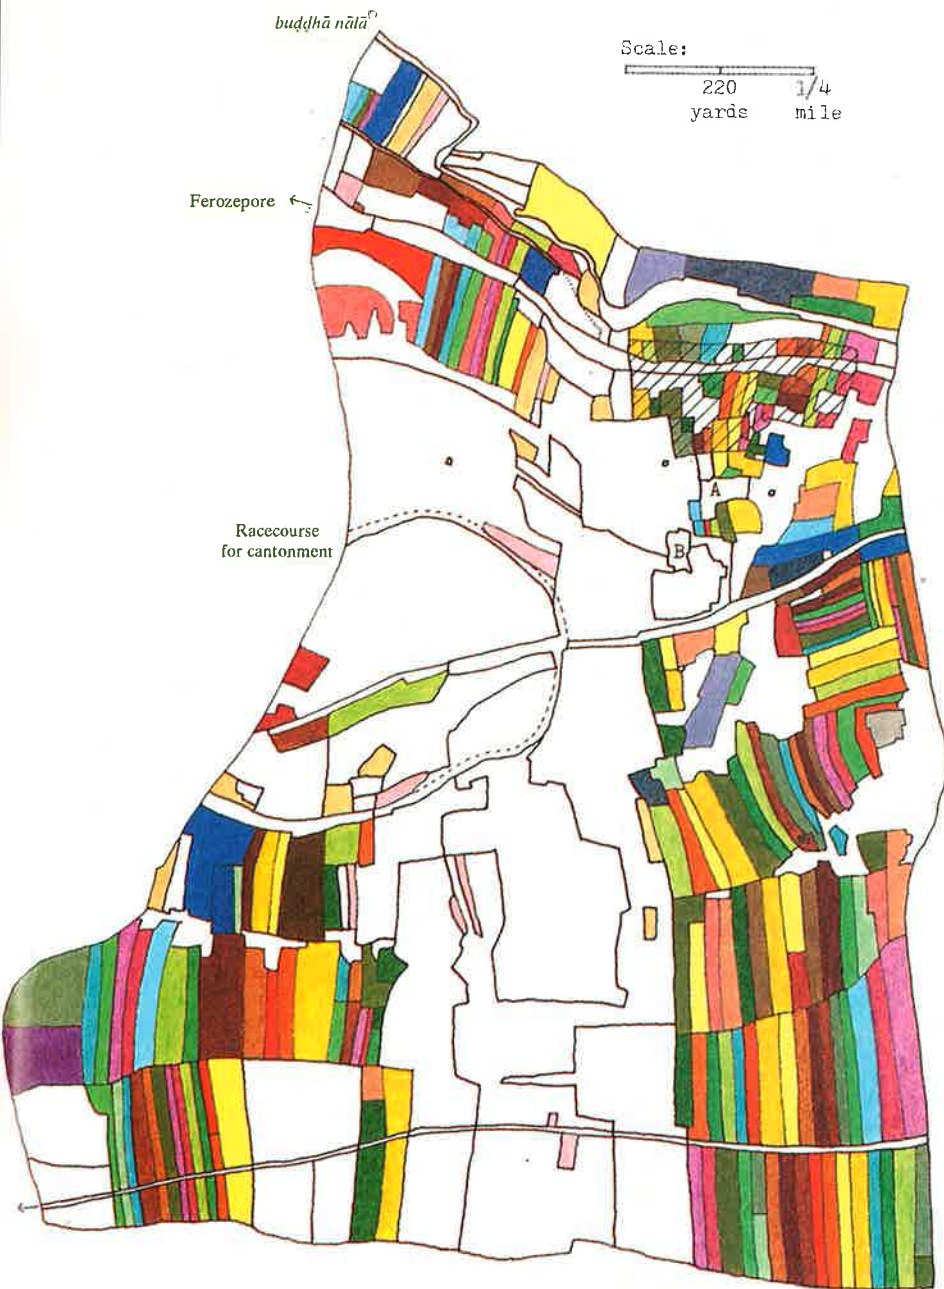 buḍḍhā nālā
Scale:
220 1/4
yards mile
Ferozepore
A
Racecourse
for cantonment
B